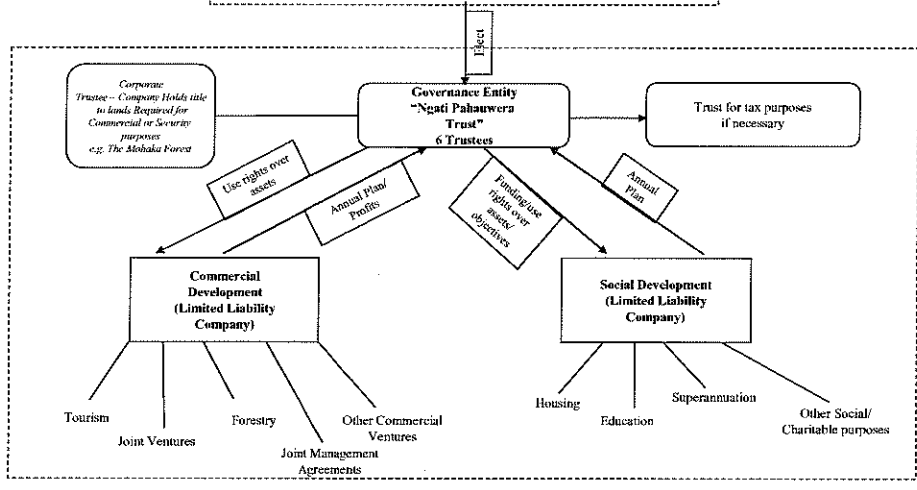 Elect
Corporate
Trustee – Company Holds title
to lands Required for
Commercial or Security
purposes
e.g. The Mohaka Forest
Governance Entity
"Ngati Pahauwera
Trust"
6 Trustees
Trust for tax purposes
if necessary
Use rights over
assets
Annual Plan/
Profits
Funding/use
rights over
assets/
objectives
Annual
Plan
Commercial
Development
(Limited Liability
Company)
Social Development
(Limited Liability
Company)
Tourism
Joint Ventures
Forestry
Joint Management
Agreements
Other Commercial
Ventures
Housing
Education
Superannuation
Other Social/
Charitable purposes